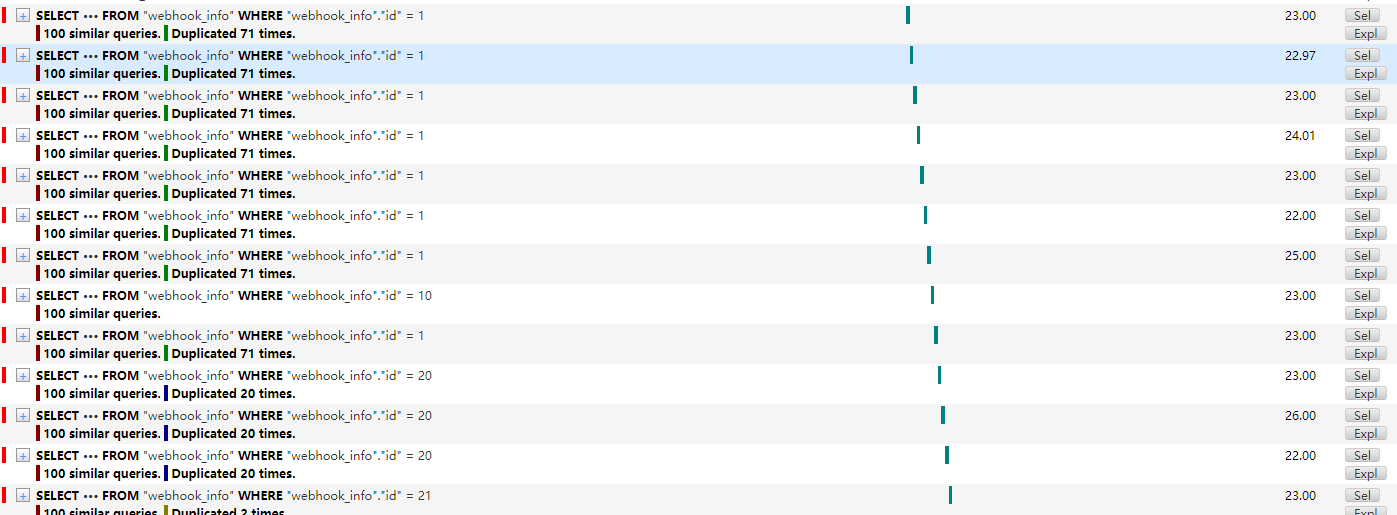 SELECT ••• FROM "webhook_info" WHERE "webhook_info"."id" = 1 23.00 Sel
100 similar queries. Duplicated 71 times. Expl
SELECT ••• FROM "webhook_info" WHERE "webhook_info"."id" = 1 22.97 Sel
100 similar queries. Duplicated 71 times. Expl
SELECT ••• FROM "webhook_info" WHERE "webhook_info"."id" = 1 23.00 Sel
100 similar queries. Duplicated 71 times. Expl
SELECT ••• FROM "webhook_info" WHERE "webhook_info"."id" = 1 24.01 Sel
100 similar queries. Duplicated 71 times. Expl
SELECT ••• FROM "webhook_info" WHERE "webhook_info"."id" = 1 23.00 Sel
100 similar queries. Duplicated 71 times. Expl
SELECT ••• FROM "webhook_info" WHERE "webhook_info"."id" = 1 22.00 Sel
100 similar queries. Duplicated 71 times. Expl
SELECT ••• FROM "webhook_info" WHERE "webhook_info"."id" = 1 25.00 Sel
100 similar queries. Duplicated 71 times. Expl
SELECT ••• FROM "webhook_info" WHERE "webhook_info"."id" = 10 23.00 Sel
100 similar queries. Expl
SELECT ••• FROM "webhook_info" WHERE "webhook_info"."id" = 1 23.00 Sel
100 similar queries. Duplicated 71 times. Expl
SELECT ••• FROM "webhook_info" WHERE "webhook_info"."id" = 20 23.00 Sel
100 similar queries. Duplicated 20 times. Expl
SELECT ••• FROM "webhook_info" WHERE "webhook_info"."id" = 20 26.00 Sel
100 similar queries. Duplicated 20 times. Expl
SELECT ••• FROM "webhook_info" WHERE "webhook_info"."id" = 20 22.00 Sel
100 similar queries. Duplicated 20 times. Expl
SELECT ••• FROM "webhook_info" WHERE "webhook_info"."id" = 21 23.00 Sel
100 similar queries. Duplicated 2 times. Expl